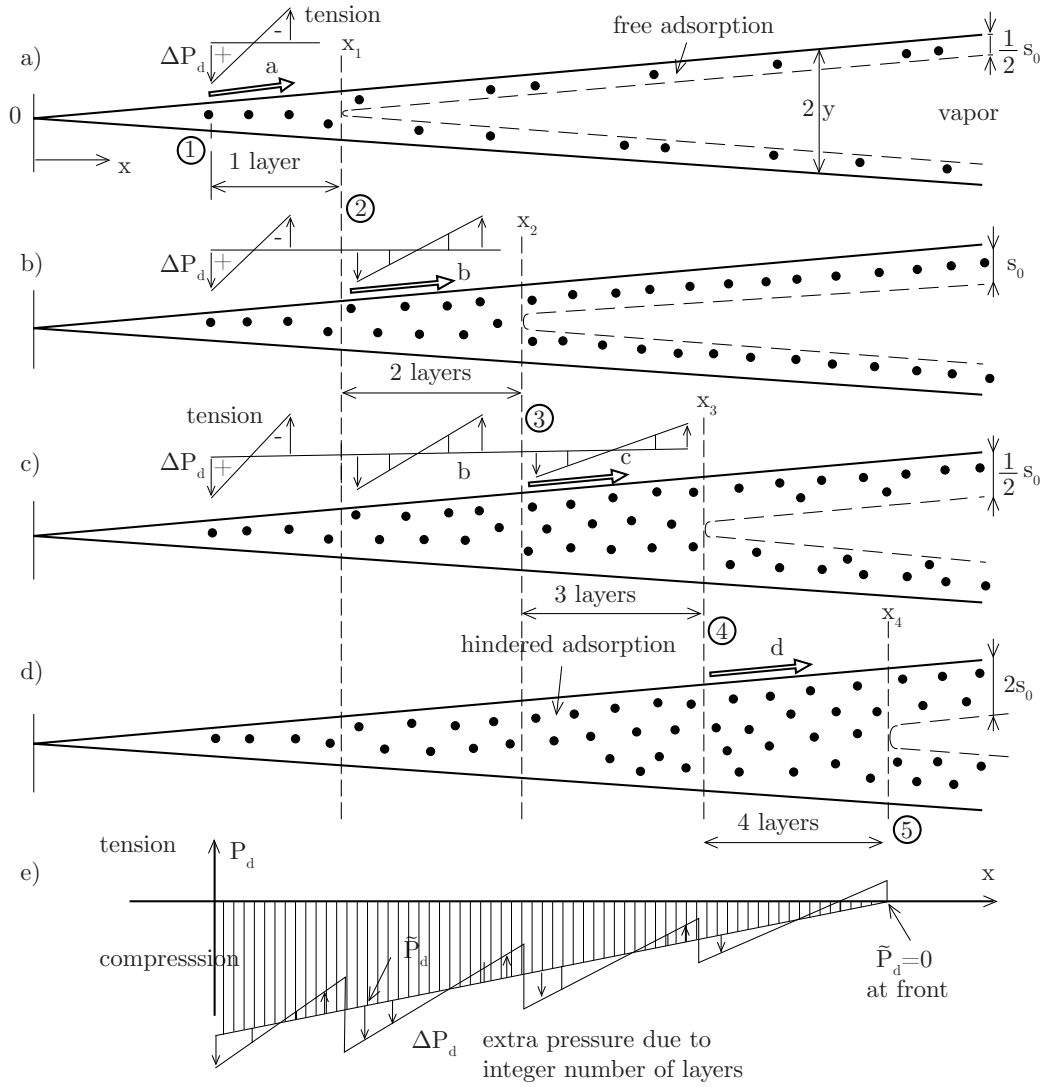 tension
a)
ΔP_d
+
-
a
x_1
free adsorption
1/2 s_0
0
2 y
vapor
1
x
1 layer
2
x_2
b)
ΔP_d
+
-
b
s_0
2 layers
3
tension
x_3
c)
ΔP_d
+
-
b
c
1/2 s_0
3 layers
4
x_4
hindered adsorption
d
d)
2s_0
4 layers
5
tension
P_d
e)
x
compresssion
P̃_d
P̃_d=0
at front
ΔP_d extra pressure due to
integer number of layers